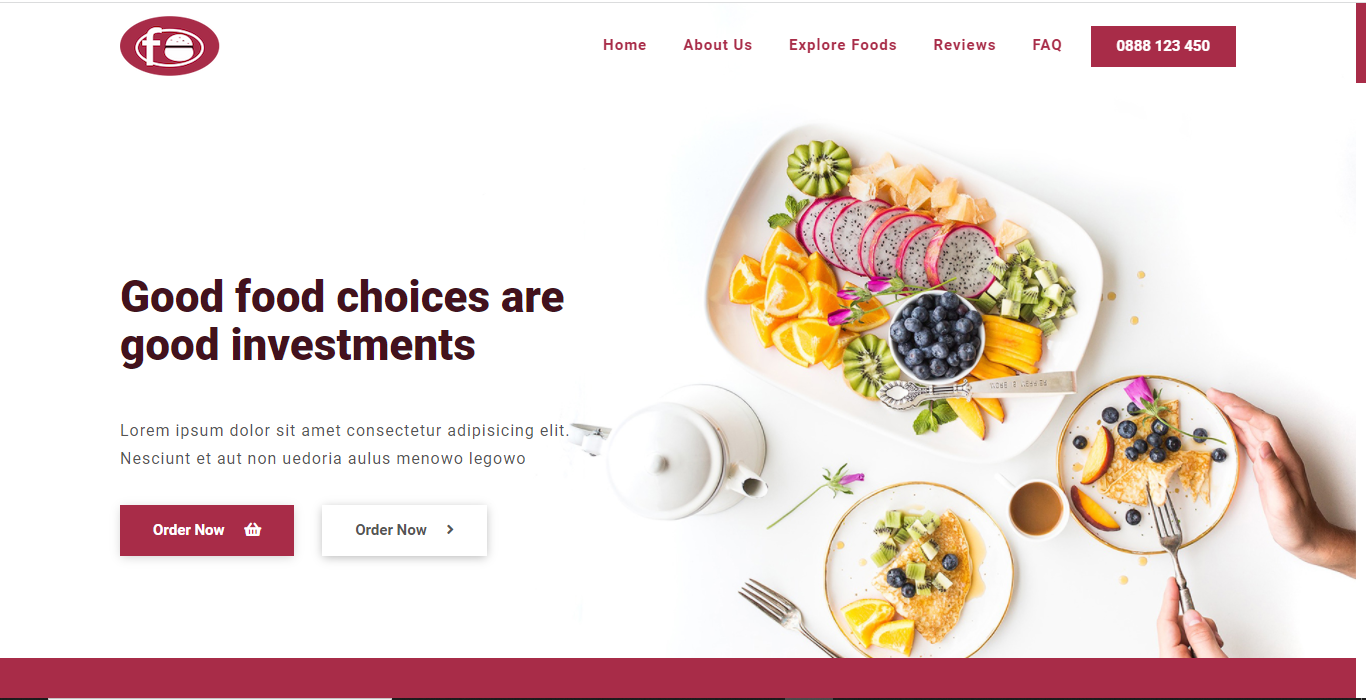 fe
Home About Us Explore Foods Reviews FAQ 0888 123 450
Good food choices are
good investments
Lorem ipsum dolor sit amet consectetur adipisicing elit.
Nesciunt et aut non uedoria aulus menowo legowo
Order Now Order Now